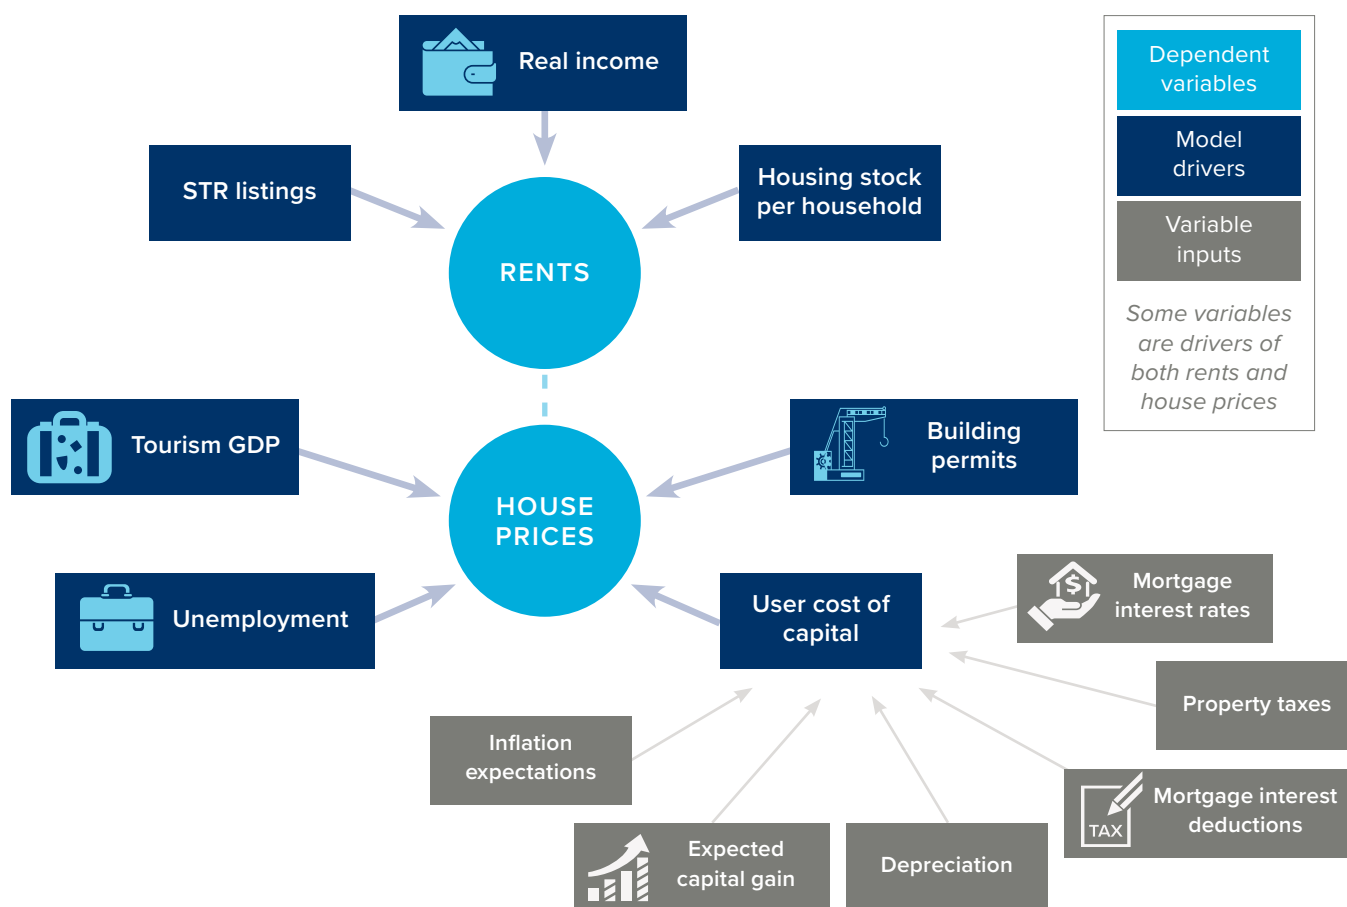 Real income
STR listings
Housing stock
per household
RENTS
Tourism GDP
Building
permits
HOUSE
PRICES
Unemployment
User cost of
capital
Mortgage
interest rates
Property taxes
Inflation
expectations
Mortgage interest
deductions
TAX
Expected
capital gain
Depreciation
Dependent
variables
Model
drivers
Variable
inputs
Some variables
are drivers of
both rents and
house prices
$